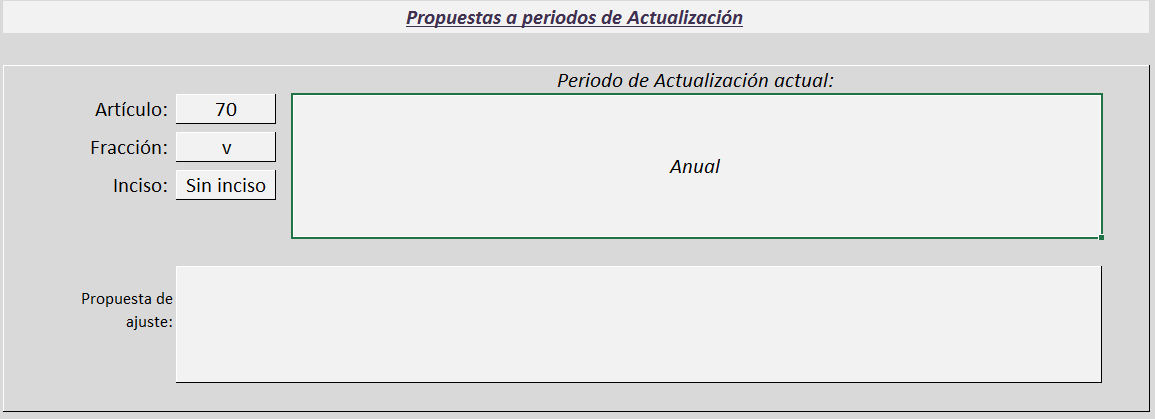 Propuestas a periodos de Actualización
Periodo de Actualización actual:
Artículo: 70
Fracción: v
Inciso: Sin inciso
Anual
Propuesta de
ajuste: